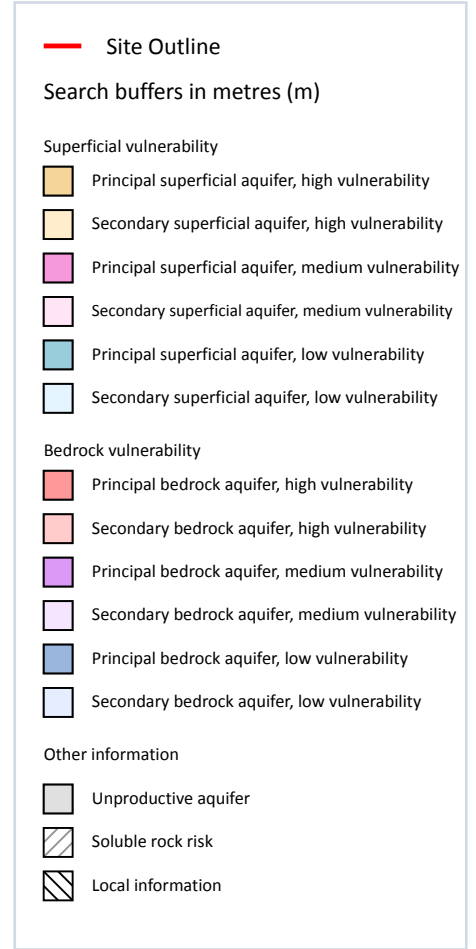 Site Outline
Search buffers in metres (m)
Superficial vulnerability
Principal superficial aquifer, high vulnerability
Secondary superficial aquifer, high vulnerability
Principal superficial aquifer, medium vulnerability
Secondary superficial aquifer, medium vulnerability
Principal superficial aquifer, low vulnerability
Secondary superficial aquifer, low vulnerability
Bedrock vulnerability
Principal bedrock aquifer, high vulnerability
Secondary bedrock aquifer, high vulnerability
Principal bedrock aquifer, medium vulnerability
Secondary bedrock aquifer, medium vulnerability
Principal bedrock aquifer, low vulnerability
Secondary bedrock aquifer, low vulnerability
Other information
Unproductive aquifer
Soluble rock risk
Local information